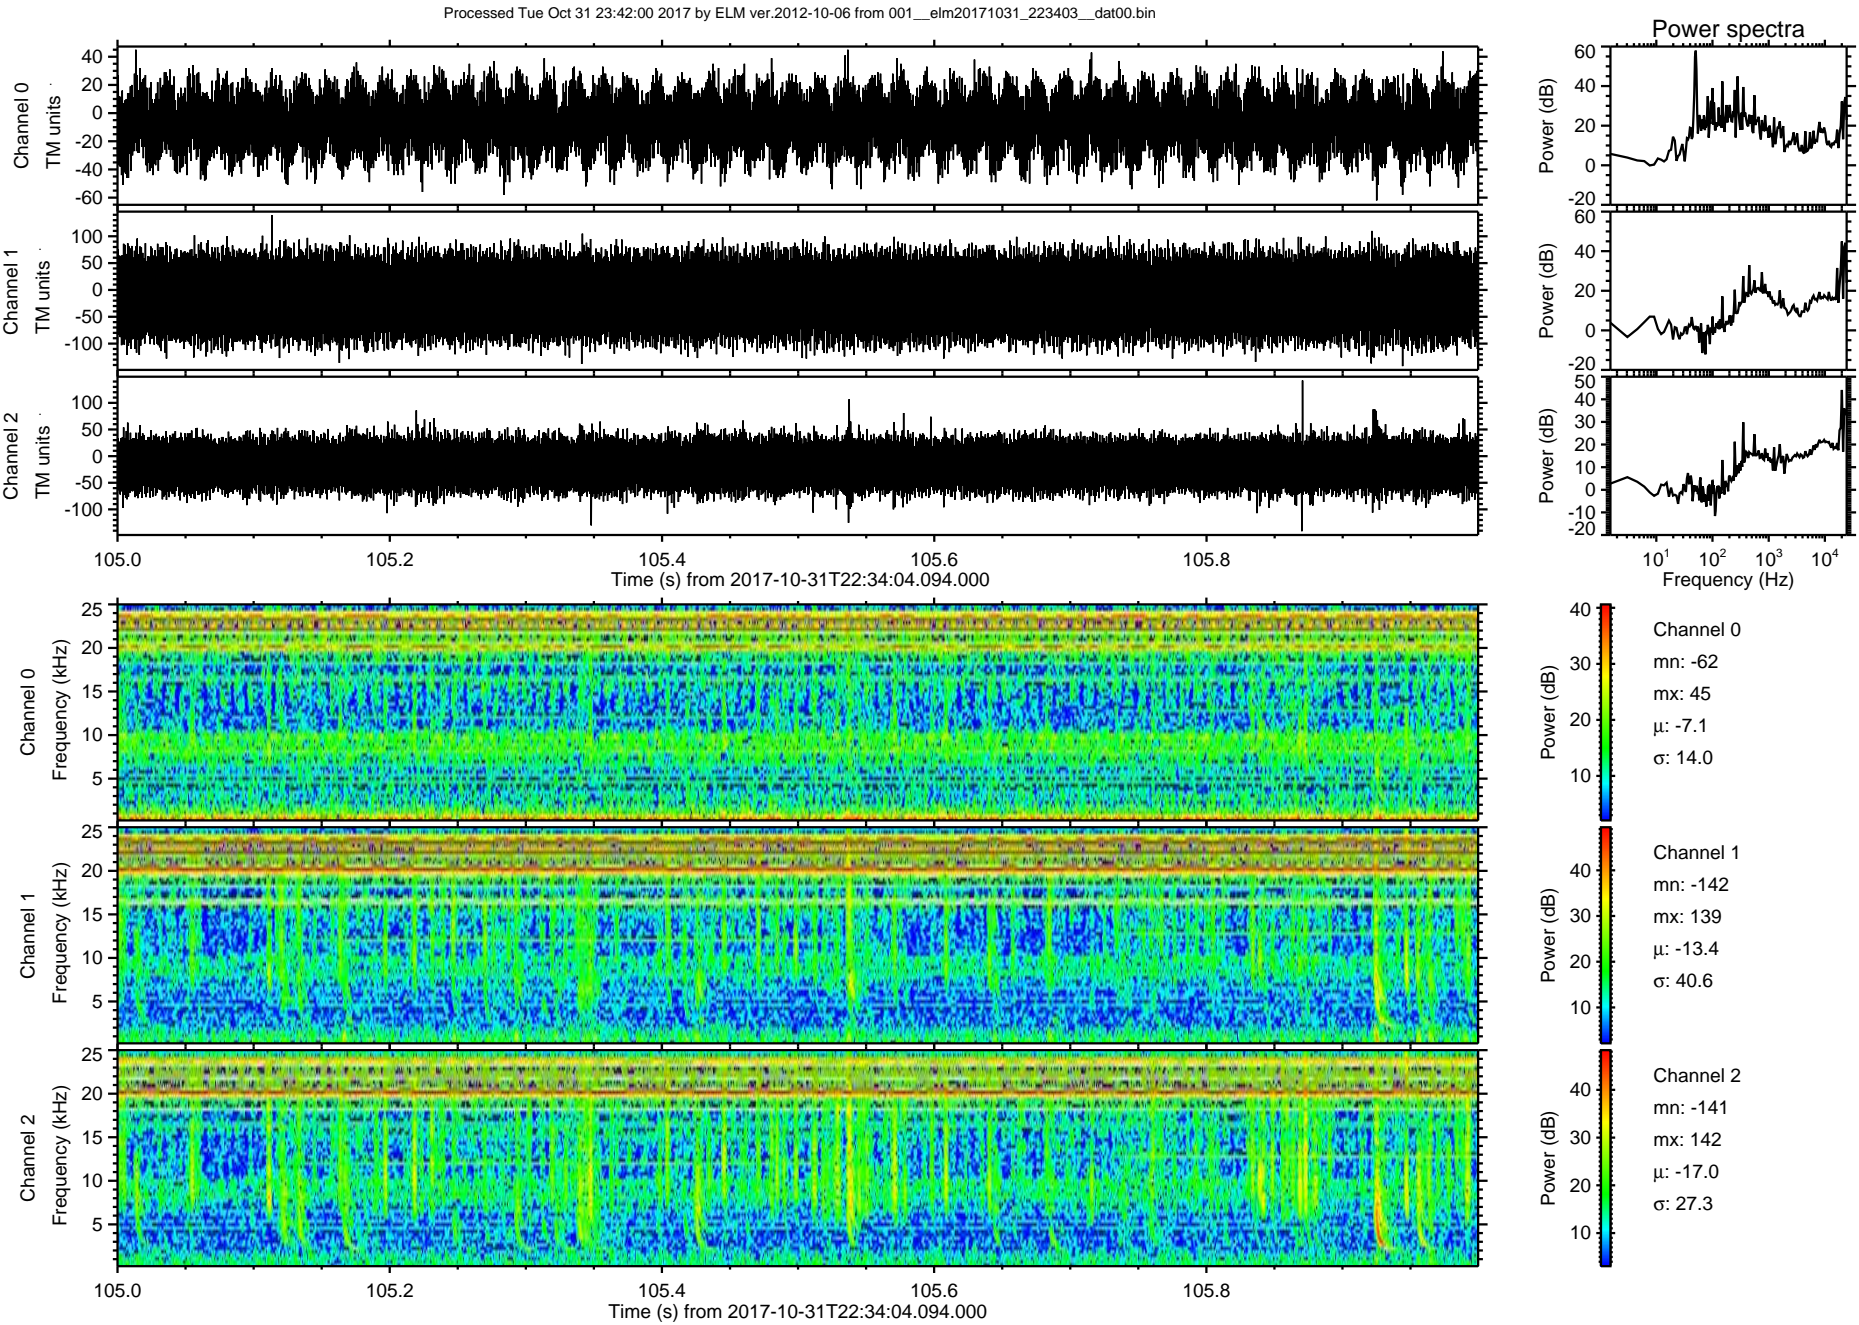 Processed Tue Oct 31 23:42:00 2017 by ELM ver.2012-10-06 from 001__elm20171031_223403__dat00.bin
Power spectra
Channel 0
TM units
40
20
0
-20
-40
-60
Power (dB)
60
40
20
0
-20
Channel 1
TM units
100
50
0
-50
-100
Power (dB)
60
40
20
0
-20
Channel 2
TM units
100
50
0
-50
-100
Power (dB)
50
40
30
20
10
0
-10
-20
105.0 105.2 105.4 105.6 105.8
Time (s) from 2017-10-31T22:34:04.094.000
10¹ 10² 10³ 10⁴
Frequency (Hz)
Channel 0
Frequency (kHz)
25
20
15
10
5
Power (dB)
40
30
20
10
Channel 0
mn: -62
mx: 45
μ: -7.1
σ: 14.0
Channel 1
Frequency (kHz)
25
20
15
10
5
Power (dB)
40
30
20
10
Channel 1
mn: -142
mx: 139
μ: -13.4
σ: 40.6
Channel 2
Frequency (kHz)
25
20
15
10
5
Power (dB)
40
30
20
10
Channel 2
mn: -141
mx: 142
μ: -17.0
σ: 27.3
105.0 105.2 105.4 105.6 105.8
Time (s) from 2017-10-31T22:34:04.094.000